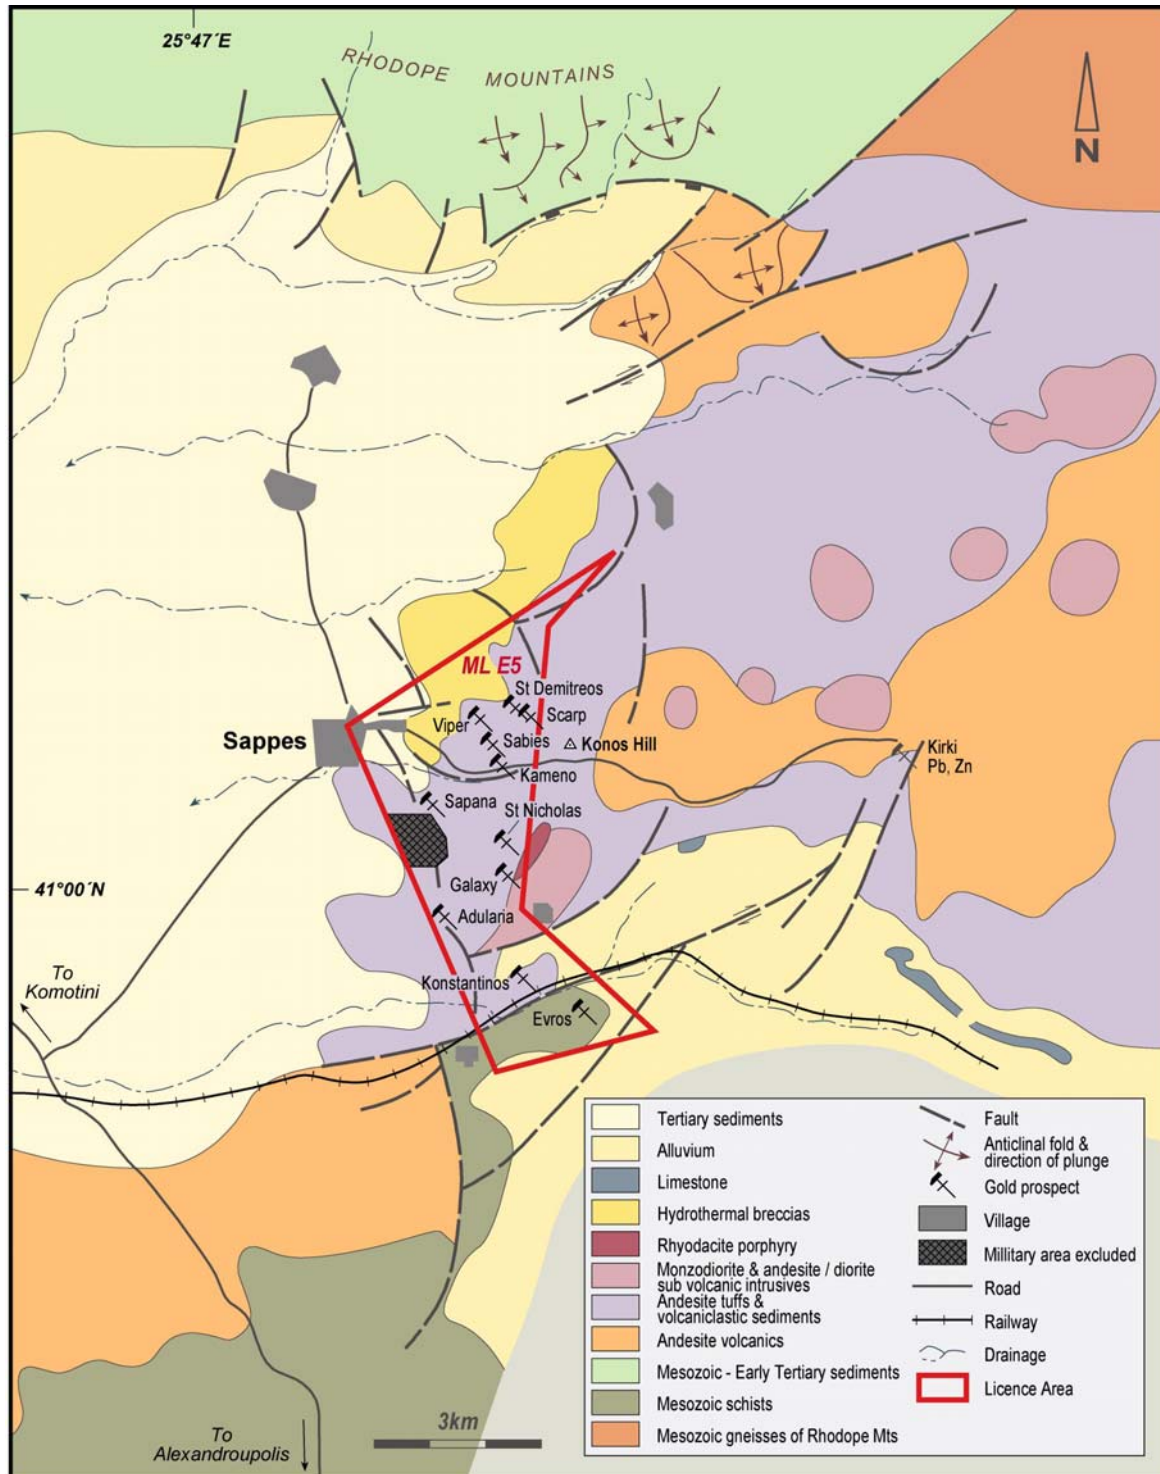 25°47´E
RHODOPE MOUNTAINS
N
ML E5
St Demitreos
Viper
Scarp
Sappes
Sabies
Konos Hill
Kameno
Kirki
Pb, Zn
Sapana
St Nicholas
41°00´N
Galaxy
Adularia
To
Komotini
Konstantinos
Evros
To
Alexandroupolis
3km
Tertiary sediments
Alluvium
Limestone
Hydrothermal breccias
Rhyodacite porphyry
Monzodiorite & andesite / diorite
sub volcanic intrusives
Andesite tuffs &
volcaniclastic sediments
Andesite volcanics
Mesozoic - Early Tertiary sediments
Mesozoic schists
Mesozoic gneisses of Rhodope Mts
Fault
Anticlinal fold &
direction of plunge
Gold prospect
Village
Millitary area excluded
Road
Railway
Drainage
Licence Area